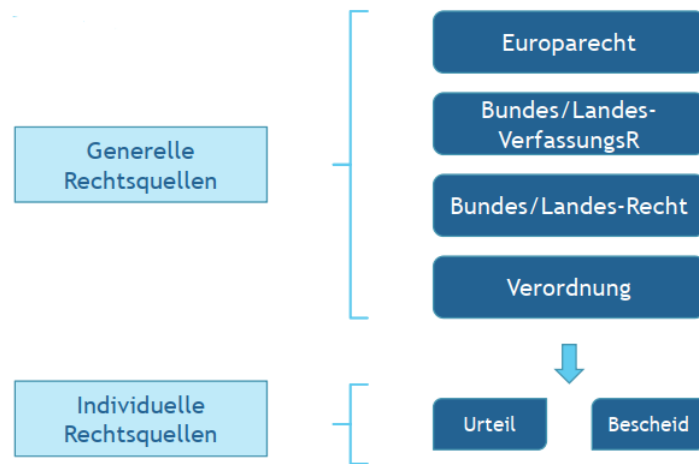 Europarecht
Bundes/Landes-
VerfassungsR
Generelle
Rechtsquellen
Bundes/Landes-Recht
Verordnung
Individuelle
Rechtsquellen
Urteil
Bescheid